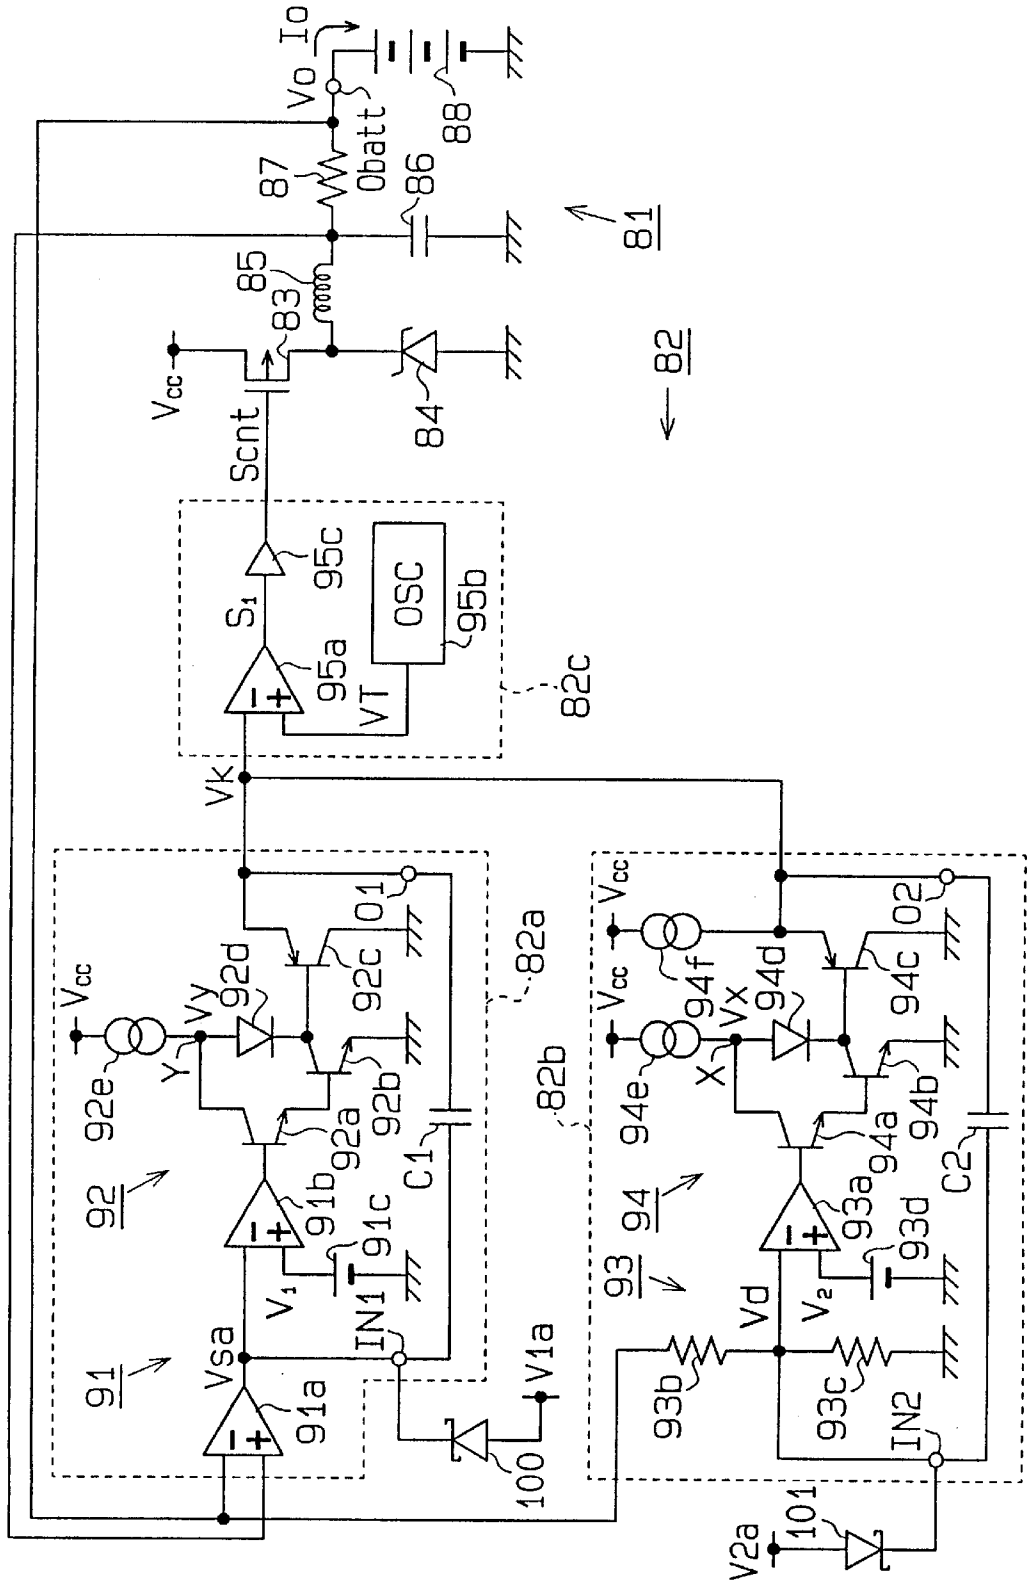 Io
Vo
Obatt
88
87
86
81
85
83
Vcc
84
82
Scnt
95c
S1
95a
OSC
95b
VT
82c
VK
O1
82a
Vcc
92e
Vy
Y
92d
92c
92b
92a
92
91b
91c
V1
C1
IN1
Vsa
91
91a
100
V1a
82b
Vcc
Vcc
94f
94e
Vx
X
94d
94c
94b
94a
94
O2
C2
93a
93d
93
V2
Vd
93b
93c
IN2
101
V2a